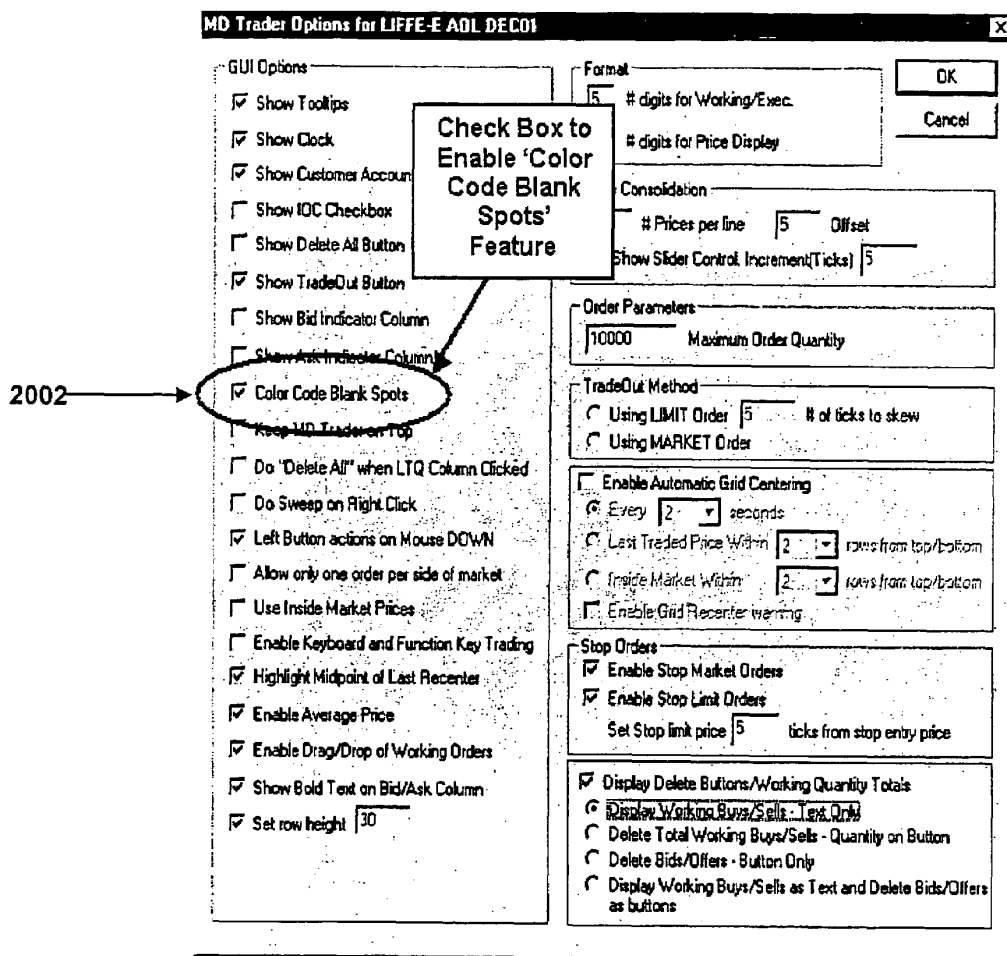 MD Trader Options for LIFFE-E AOL DEC01
GUI Options
Show Tooltips
Show Clock
Show Customer Accoun
Show IOC Checkbox
Show Delete All Button
Show TradeOut Button
Show Bid Indicator Column
Show Ask Indicator Column
Color Code Blank Spots
Keep MD Trader on Top
Do "Delete All" when LTQ Column Clicked
Do Sweep on Right Click
Left Button actions on Mouse DOWN
Allow only one order per side of market
Use Inside Market Prices
Enable Keyboard and Function Key Trading
Highlight Midpoint of Last Recenter
Enable Average Price
Enable Drag/Drop of Working Orders
Show Bold Text on Bid/Ask Column
Set row height 30
2002
Check Box to
Enable 'Color
Code Blank
Spots'
Feature
Format
5 # digits for Working/Exec.
# digits for Price Display
OK
Cancel
Consolidation
# Prices per line 5 Offset
Show Slider Control. Increment(Ticks) 5
Order Parameters
10000 Maximum Order Quantity
TradeOut Method
Using LIMIT Order 5 # of ticks to skew
Using MARKET Order
Enable Automatic Grid Centering
Every 2 seconds
Last Traded Price Within 2 rows from top/bottom
Inside Market Within 2 rows from top/bottom
Enable Grid Recenter warning
Stop Orders
Enable Stop Market Orders
Enable Stop Limit Orders
Set Stop limit price 5 ticks from stop entry price
Display Delete Buttons/Working Quantity Totals
Display Working Buys/Sells - Text Only
Delete Total Working Buys/Sells - Quantity on Button
Delete Bids/Offers - Button Only
Display Working Buys/Sells as Text and Delete Bids/Offers
as buttons